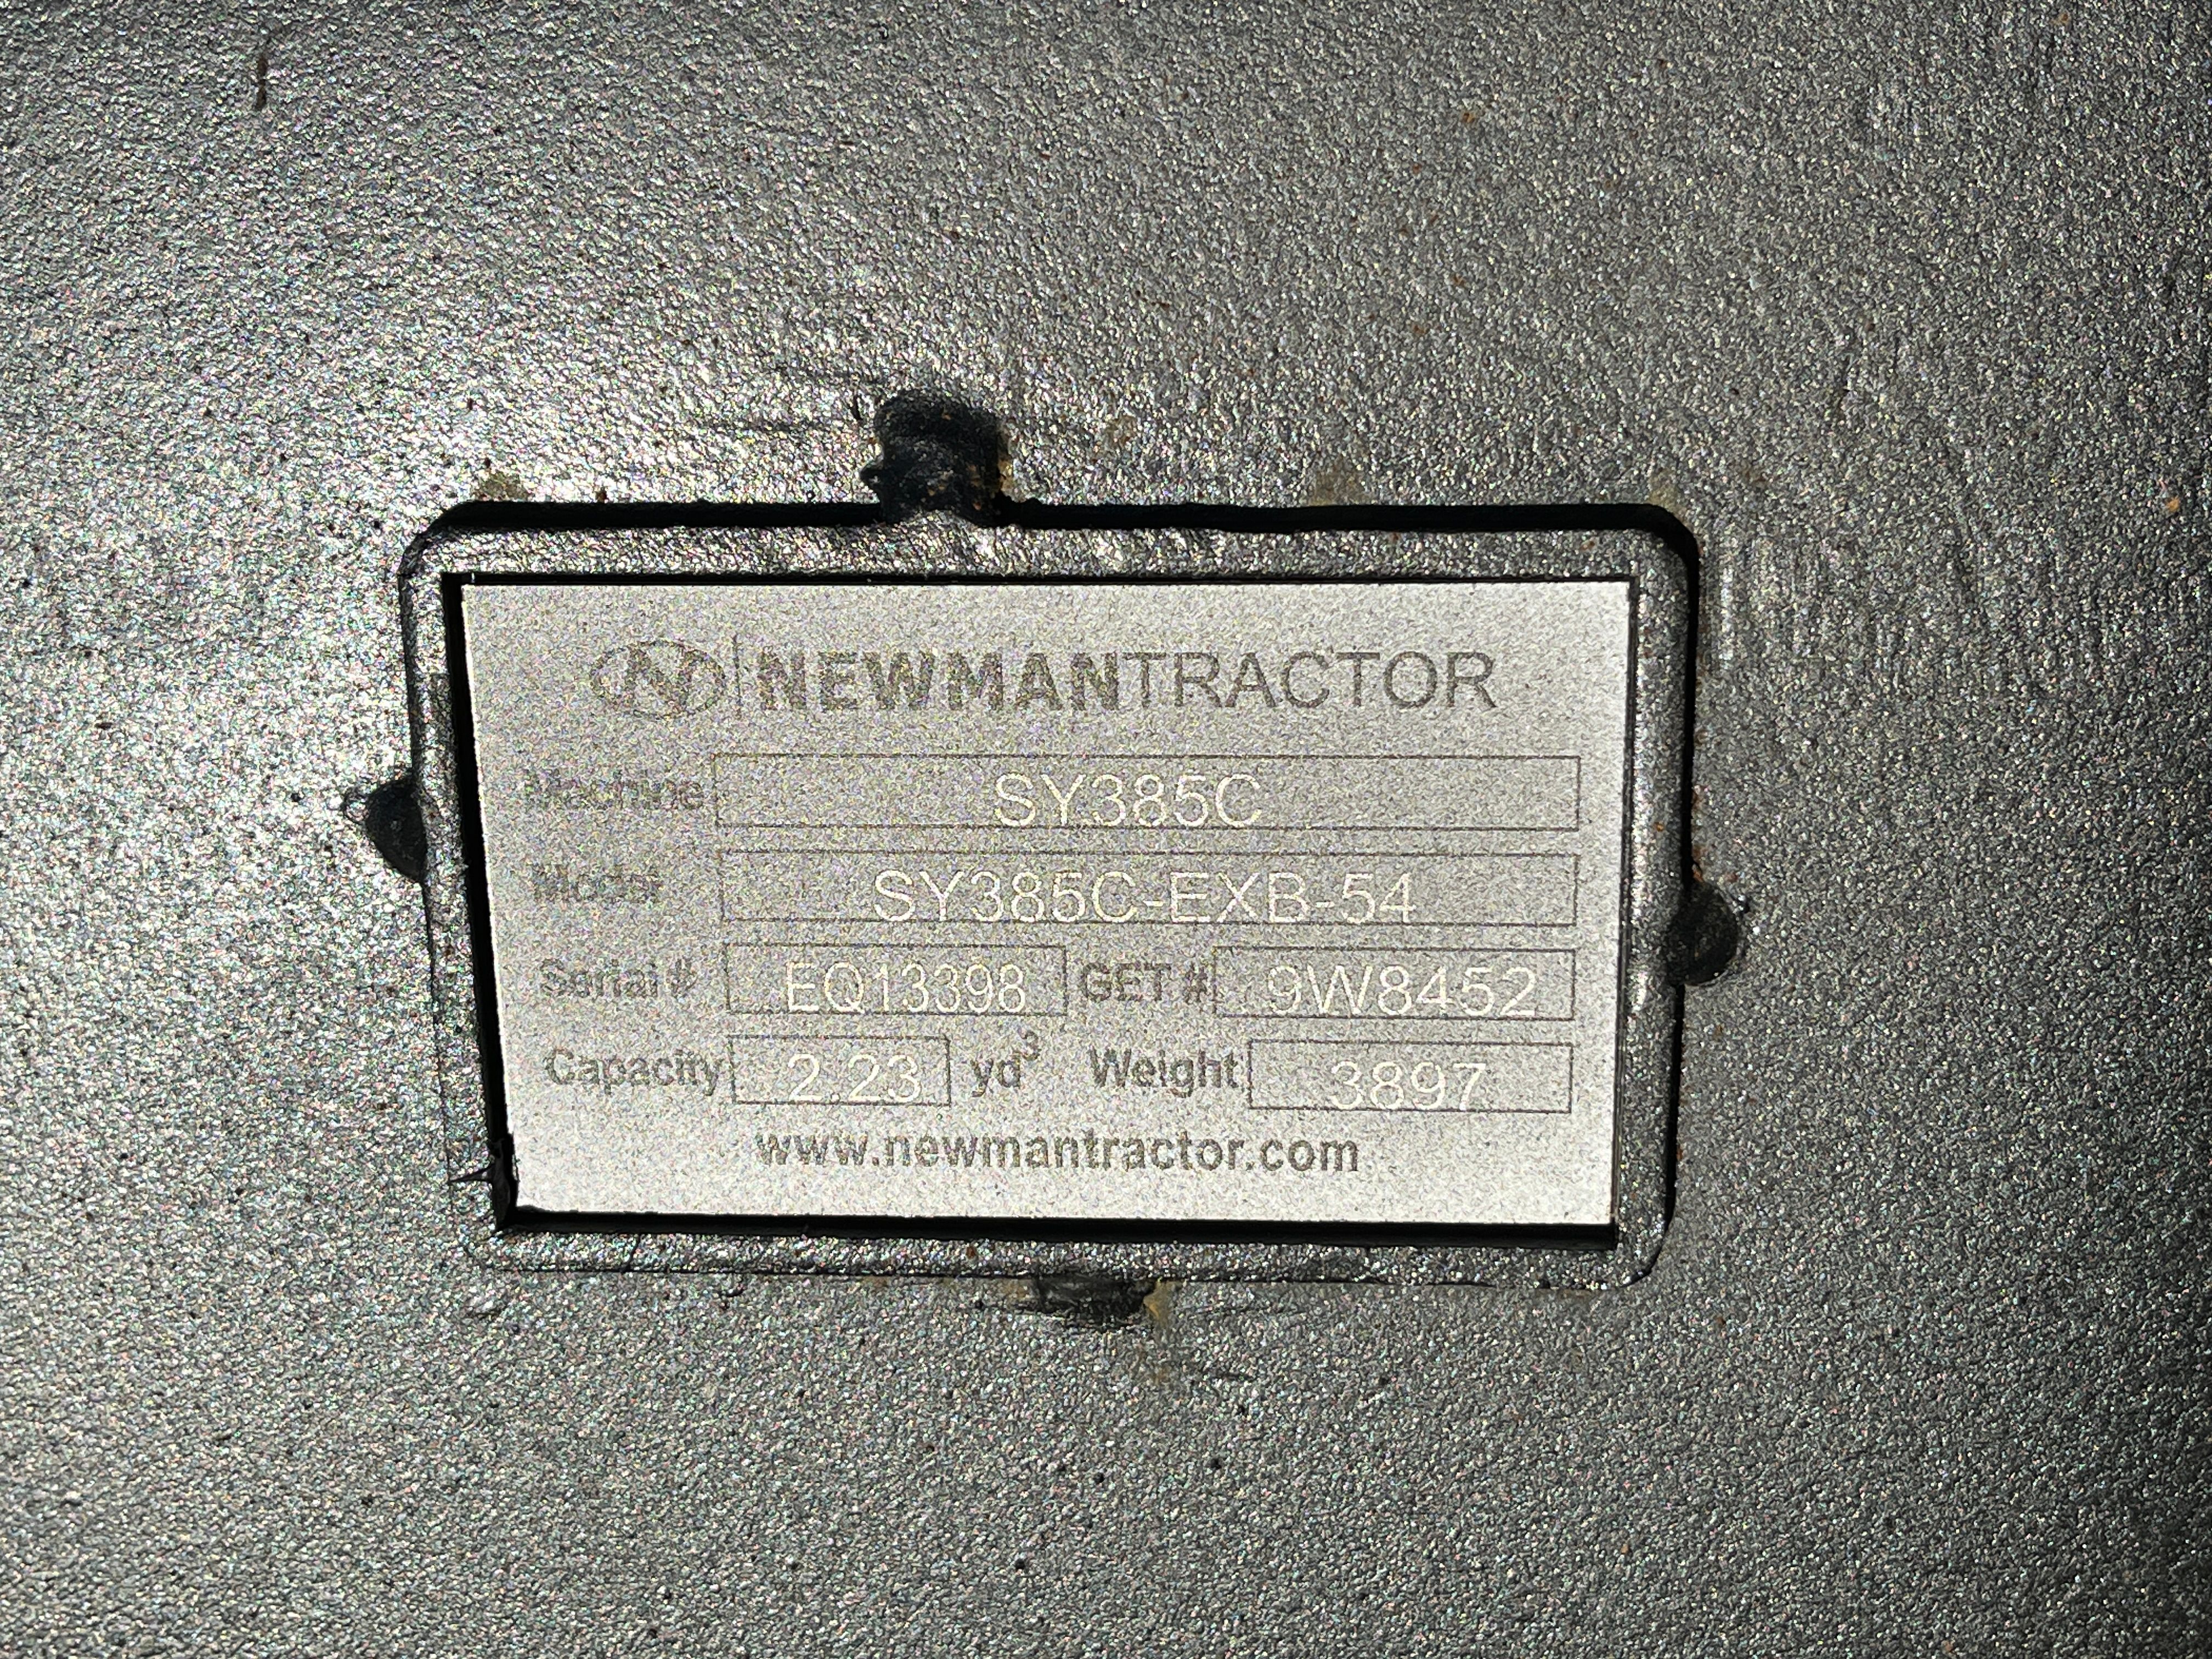 N NEWMANTRACTOR
Machine SY385C
Model SY385C-EXB-54
Serial # EQ13398 GET # 9W8452
Capacity 2.23 yd³ Weight 3897
www.newmantractor.com